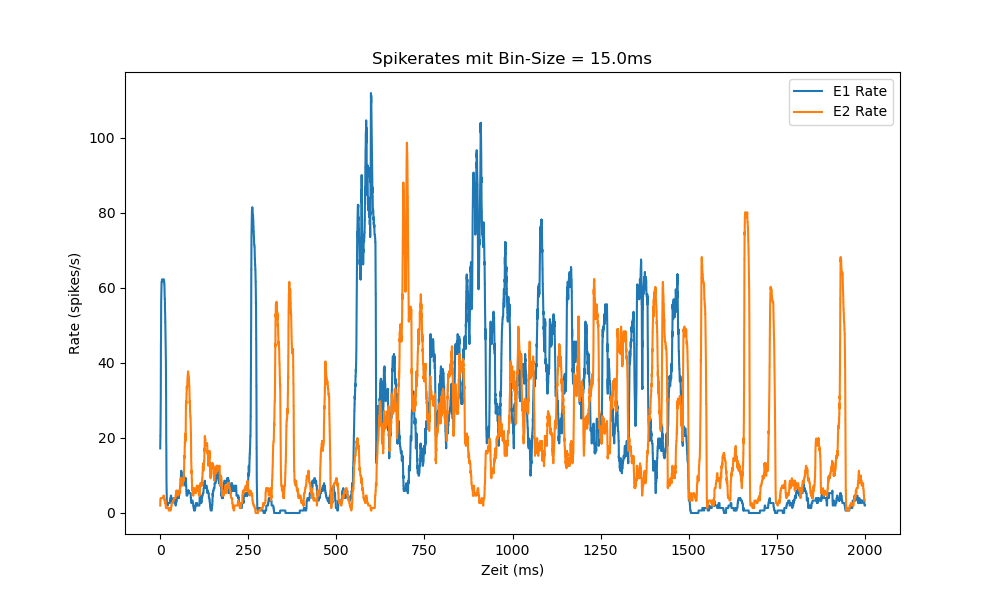 Spikerates mit Bin-Size = 15.0ms
E1 Rate
E2 Rate
100
80
60
40
20
0
Rate (spikes/s)
0 250 500 750 1000 1250 1500 1750 2000
Zeit (ms)